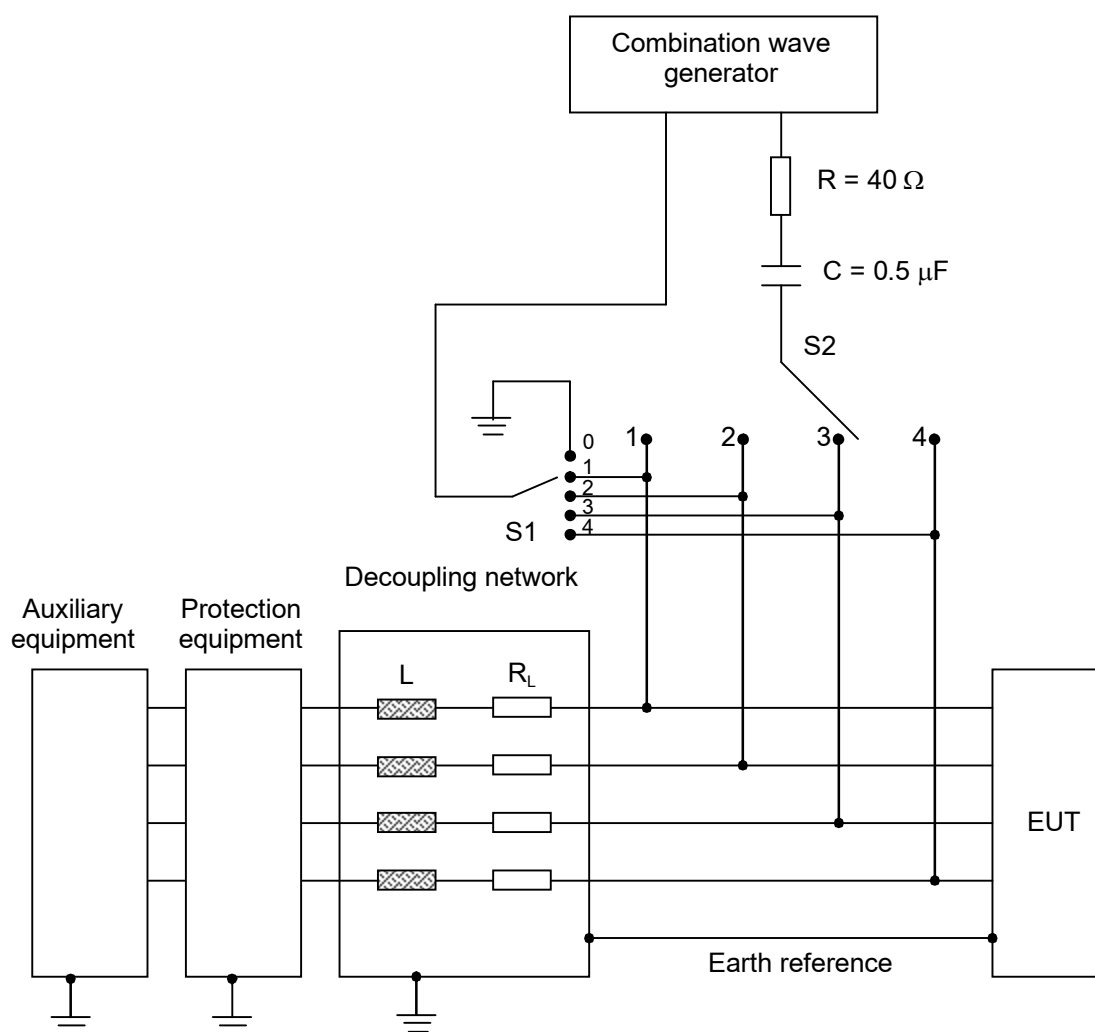 Combination wave
generator
R = 40 Ω
C = 0.5 μF
S2
0
1
2
3
4
1
2
3
4
S1
Decoupling network
Auxiliary
equipment
Protection
equipment
L
RL
EUT
Earth reference